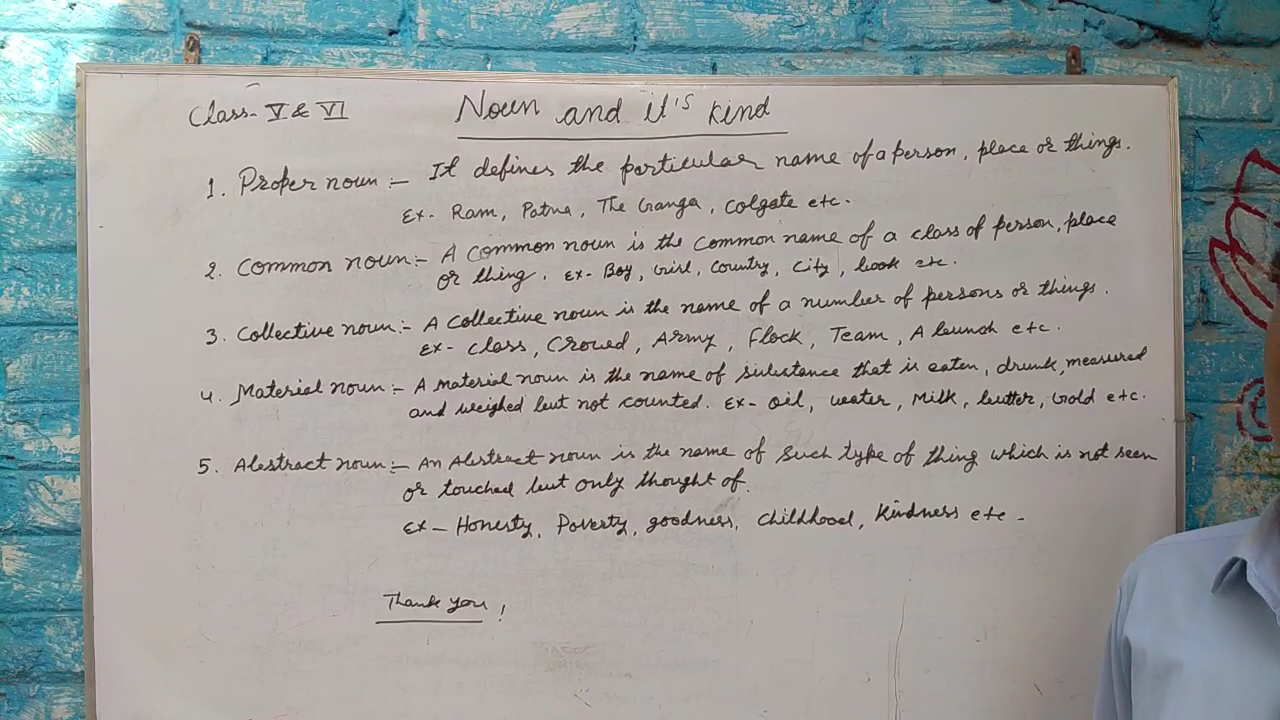 Class- V & VI
Noun and it's kind
1. Proper noun :- It defines the particular name of a person, place or things.
Ex- Ram, Patna, The Ganga, Colgate etc.
2. Common noun:- A common noun is the common name of a class of person, place
or thing. Ex- Boy, Girl, Country, City, book etc.
3. Collective noun:- A collective noun is the name of a number of persons or things.
Ex- Class, Crowd, Army, Flock, Team, A bunch etc.
4. Material noun :- A material noun is the name of substance that is eaten, drunk, measured
and weighed but not counted. Ex- Oil, water, Milk, butter, Gold etc.
5. Abstract noun:- An Abstract noun is the name of such type of thing which is not seen
or touched but only thought of.
Ex- Honesty, Poverty, goodness, childhood, kindness etc-
Thank you !